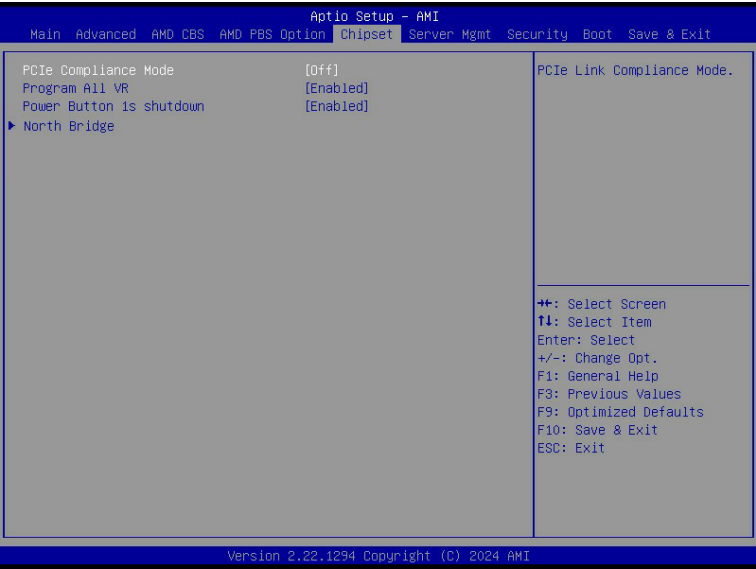 Aptio Setup – AMI
Main Advanced AMD CBS AMD PBS Option Chipset Server Mgmt Security Boot Save & Exit
PCIe Compliance Mode [Off]
Program All VR [Enabled]
Power Button 1s shutdown [Enabled]
North Bridge
PCIe Link Compliance Mode.
→←: Select Screen
↑↓: Select Item
Enter: Select
+/-: Change Opt.
F1: General Help
F3: Previous Values
F9: Optimized Defaults
F10: Save & Exit
ESC: Exit
Version 2.22.1294 Copyright (C) 2024 AMI